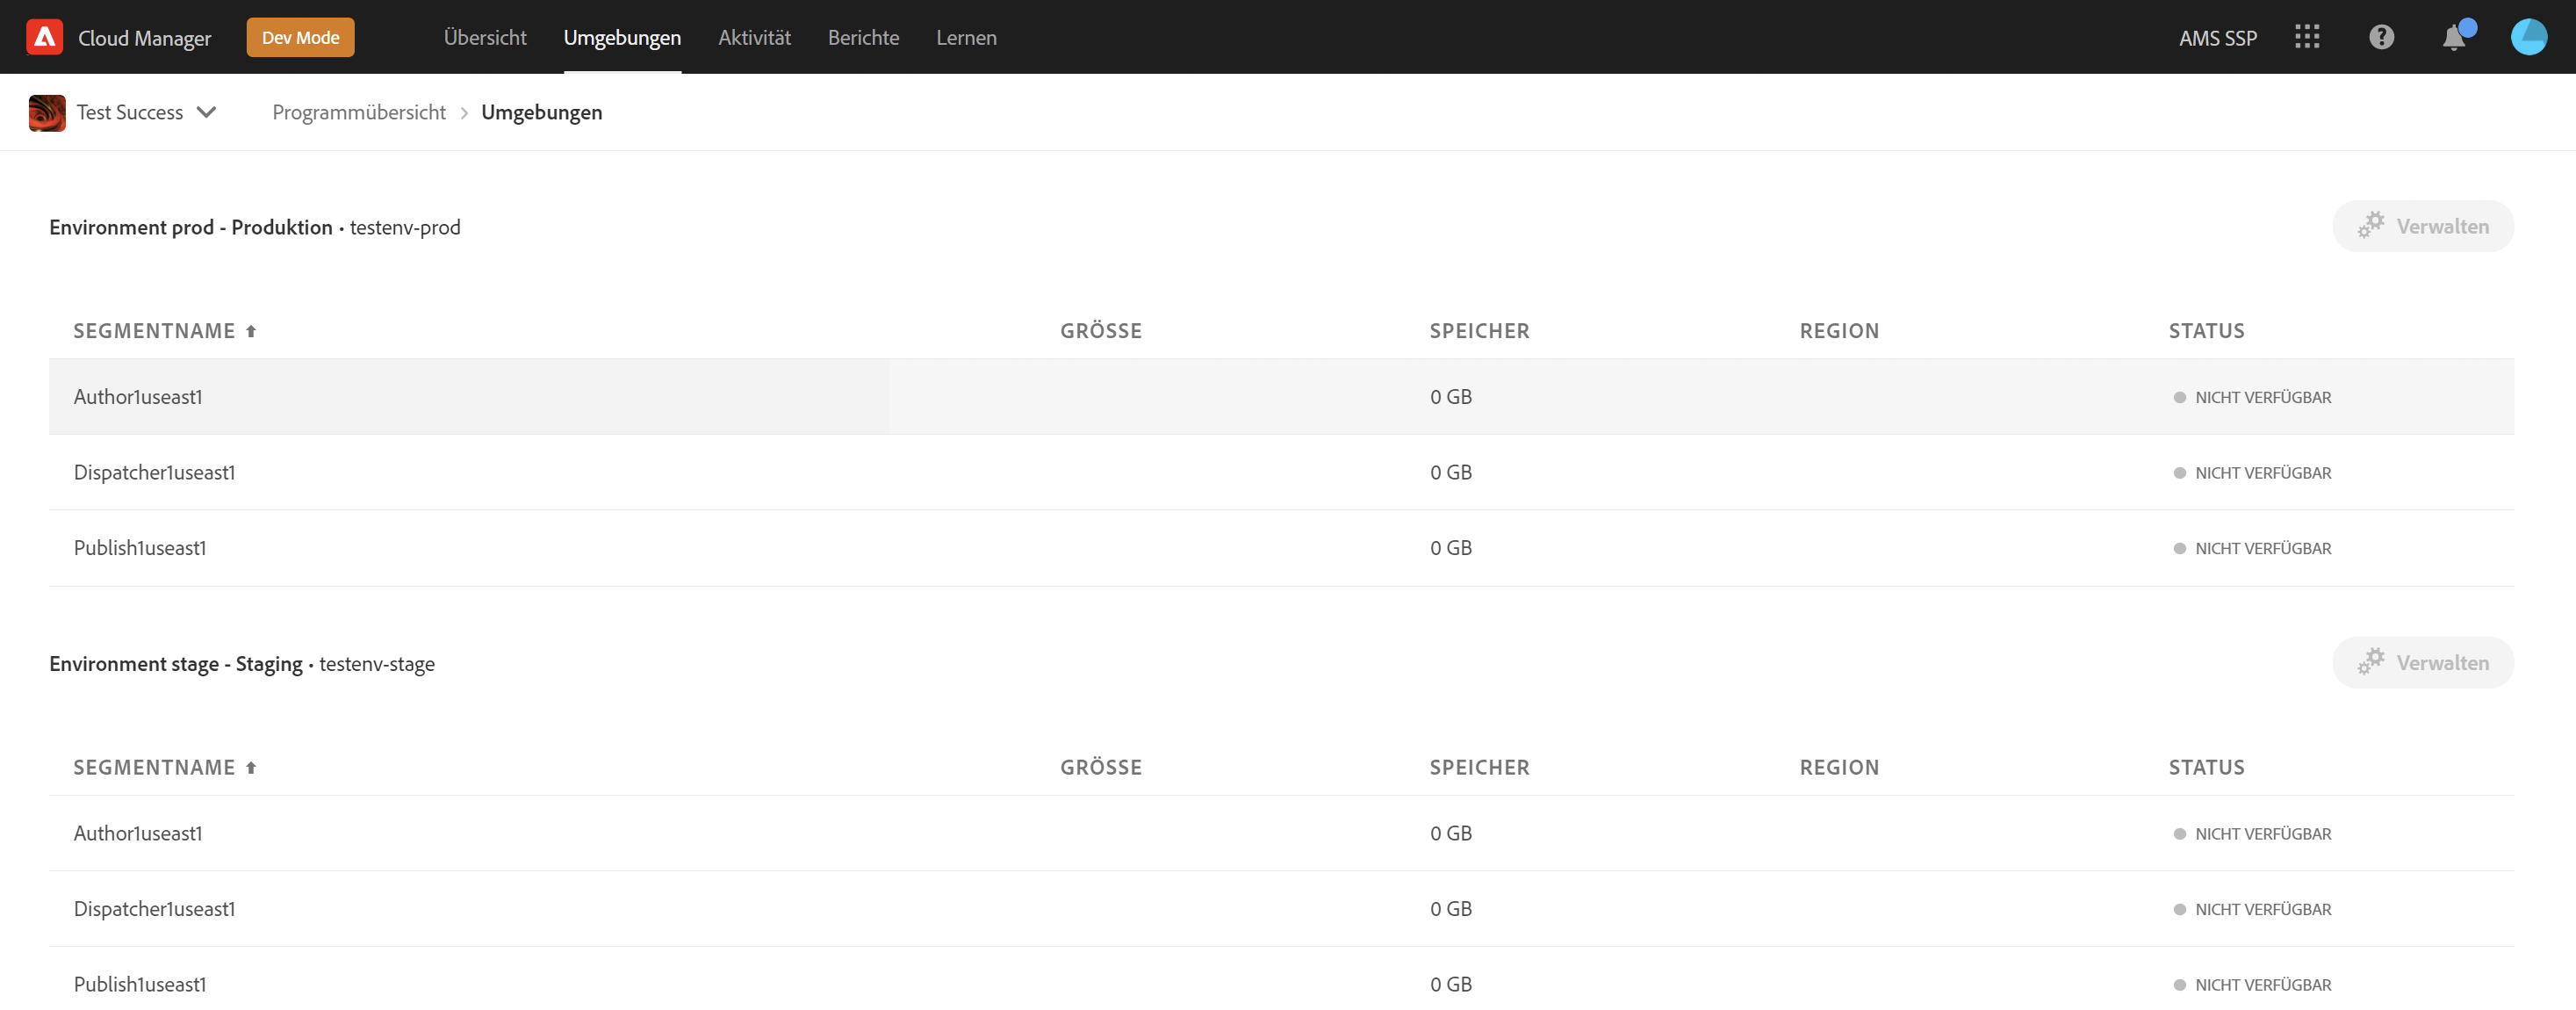 Cloud Manager Dev Mode Übersicht Umgebungen Aktivität Berichte Lernen AMS SSP
Test Success Programmübersicht > Umgebungen
Environment prod - Produktion • testenv-prod Verwalten
SEGMENTNAME GRÖSSE SPEICHER REGION STATUS
Author1useast1 0 GB NICHT VERFÜGBAR
Dispatcher1useast1 0 GB NICHT VERFÜGBAR
Publish1useast1 0 GB NICHT VERFÜGBAR
Environment stage - Staging • testenv-stage Verwalten
SEGMENTNAME GRÖSSE SPEICHER REGION STATUS
Author1useast1 0 GB NICHT VERFÜGBAR
Dispatcher1useast1 0 GB NICHT VERFÜGBAR
Publish1useast1 0 GB NICHT VERFÜGBAR